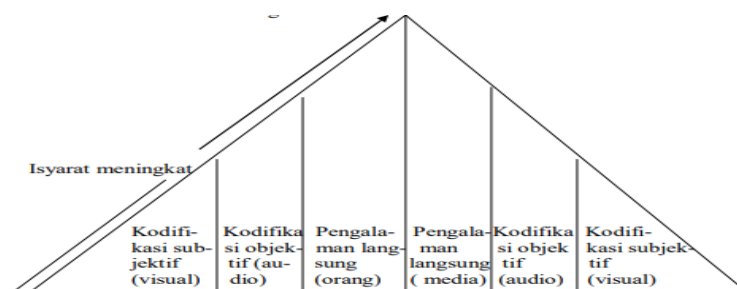 Isyarat meningkat
Kodifi-
kasi sub-
jektif
(visual)
Kodifika
si objek-
tif (au-
dio)
Pengala-
man lang-
sung
(orang)
Pengala-
man
langsung
( media)
Kodifika
si objek
tif
(audio)
Kodifi-
kasi subjek-
tif
(visual)